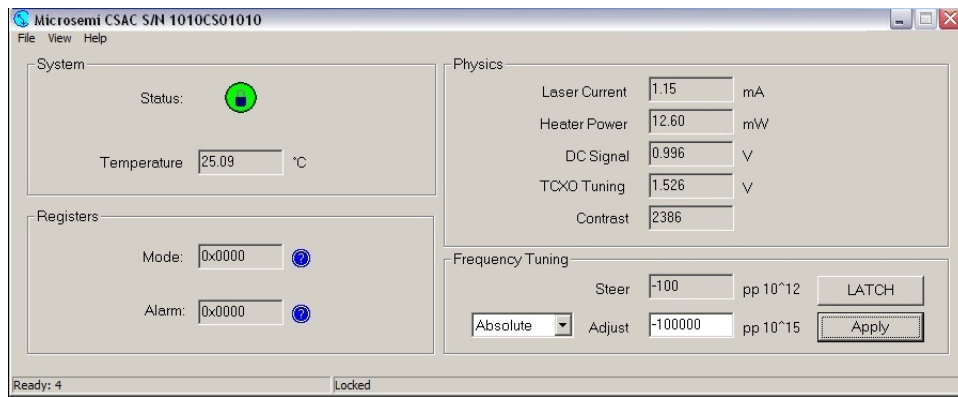 Microsemi CSAC S/N 1010CS01010
File View Help
System
Status:
Temperature 25.09 °C
Registers
Mode: 0x0000 ?
Alarm: 0x0000 ?
Physics
Laser Current 1.15 mA
Heater Power 12.60 mW
DC Signal 0.996 V
TCXO Tuning 1.526 V
Contrast 2386
Frequency Tuning
Steer -100 pp 10^12 LATCH
Absolute Adjust -100000 pp 10^15 Apply
Ready: 4 Locked